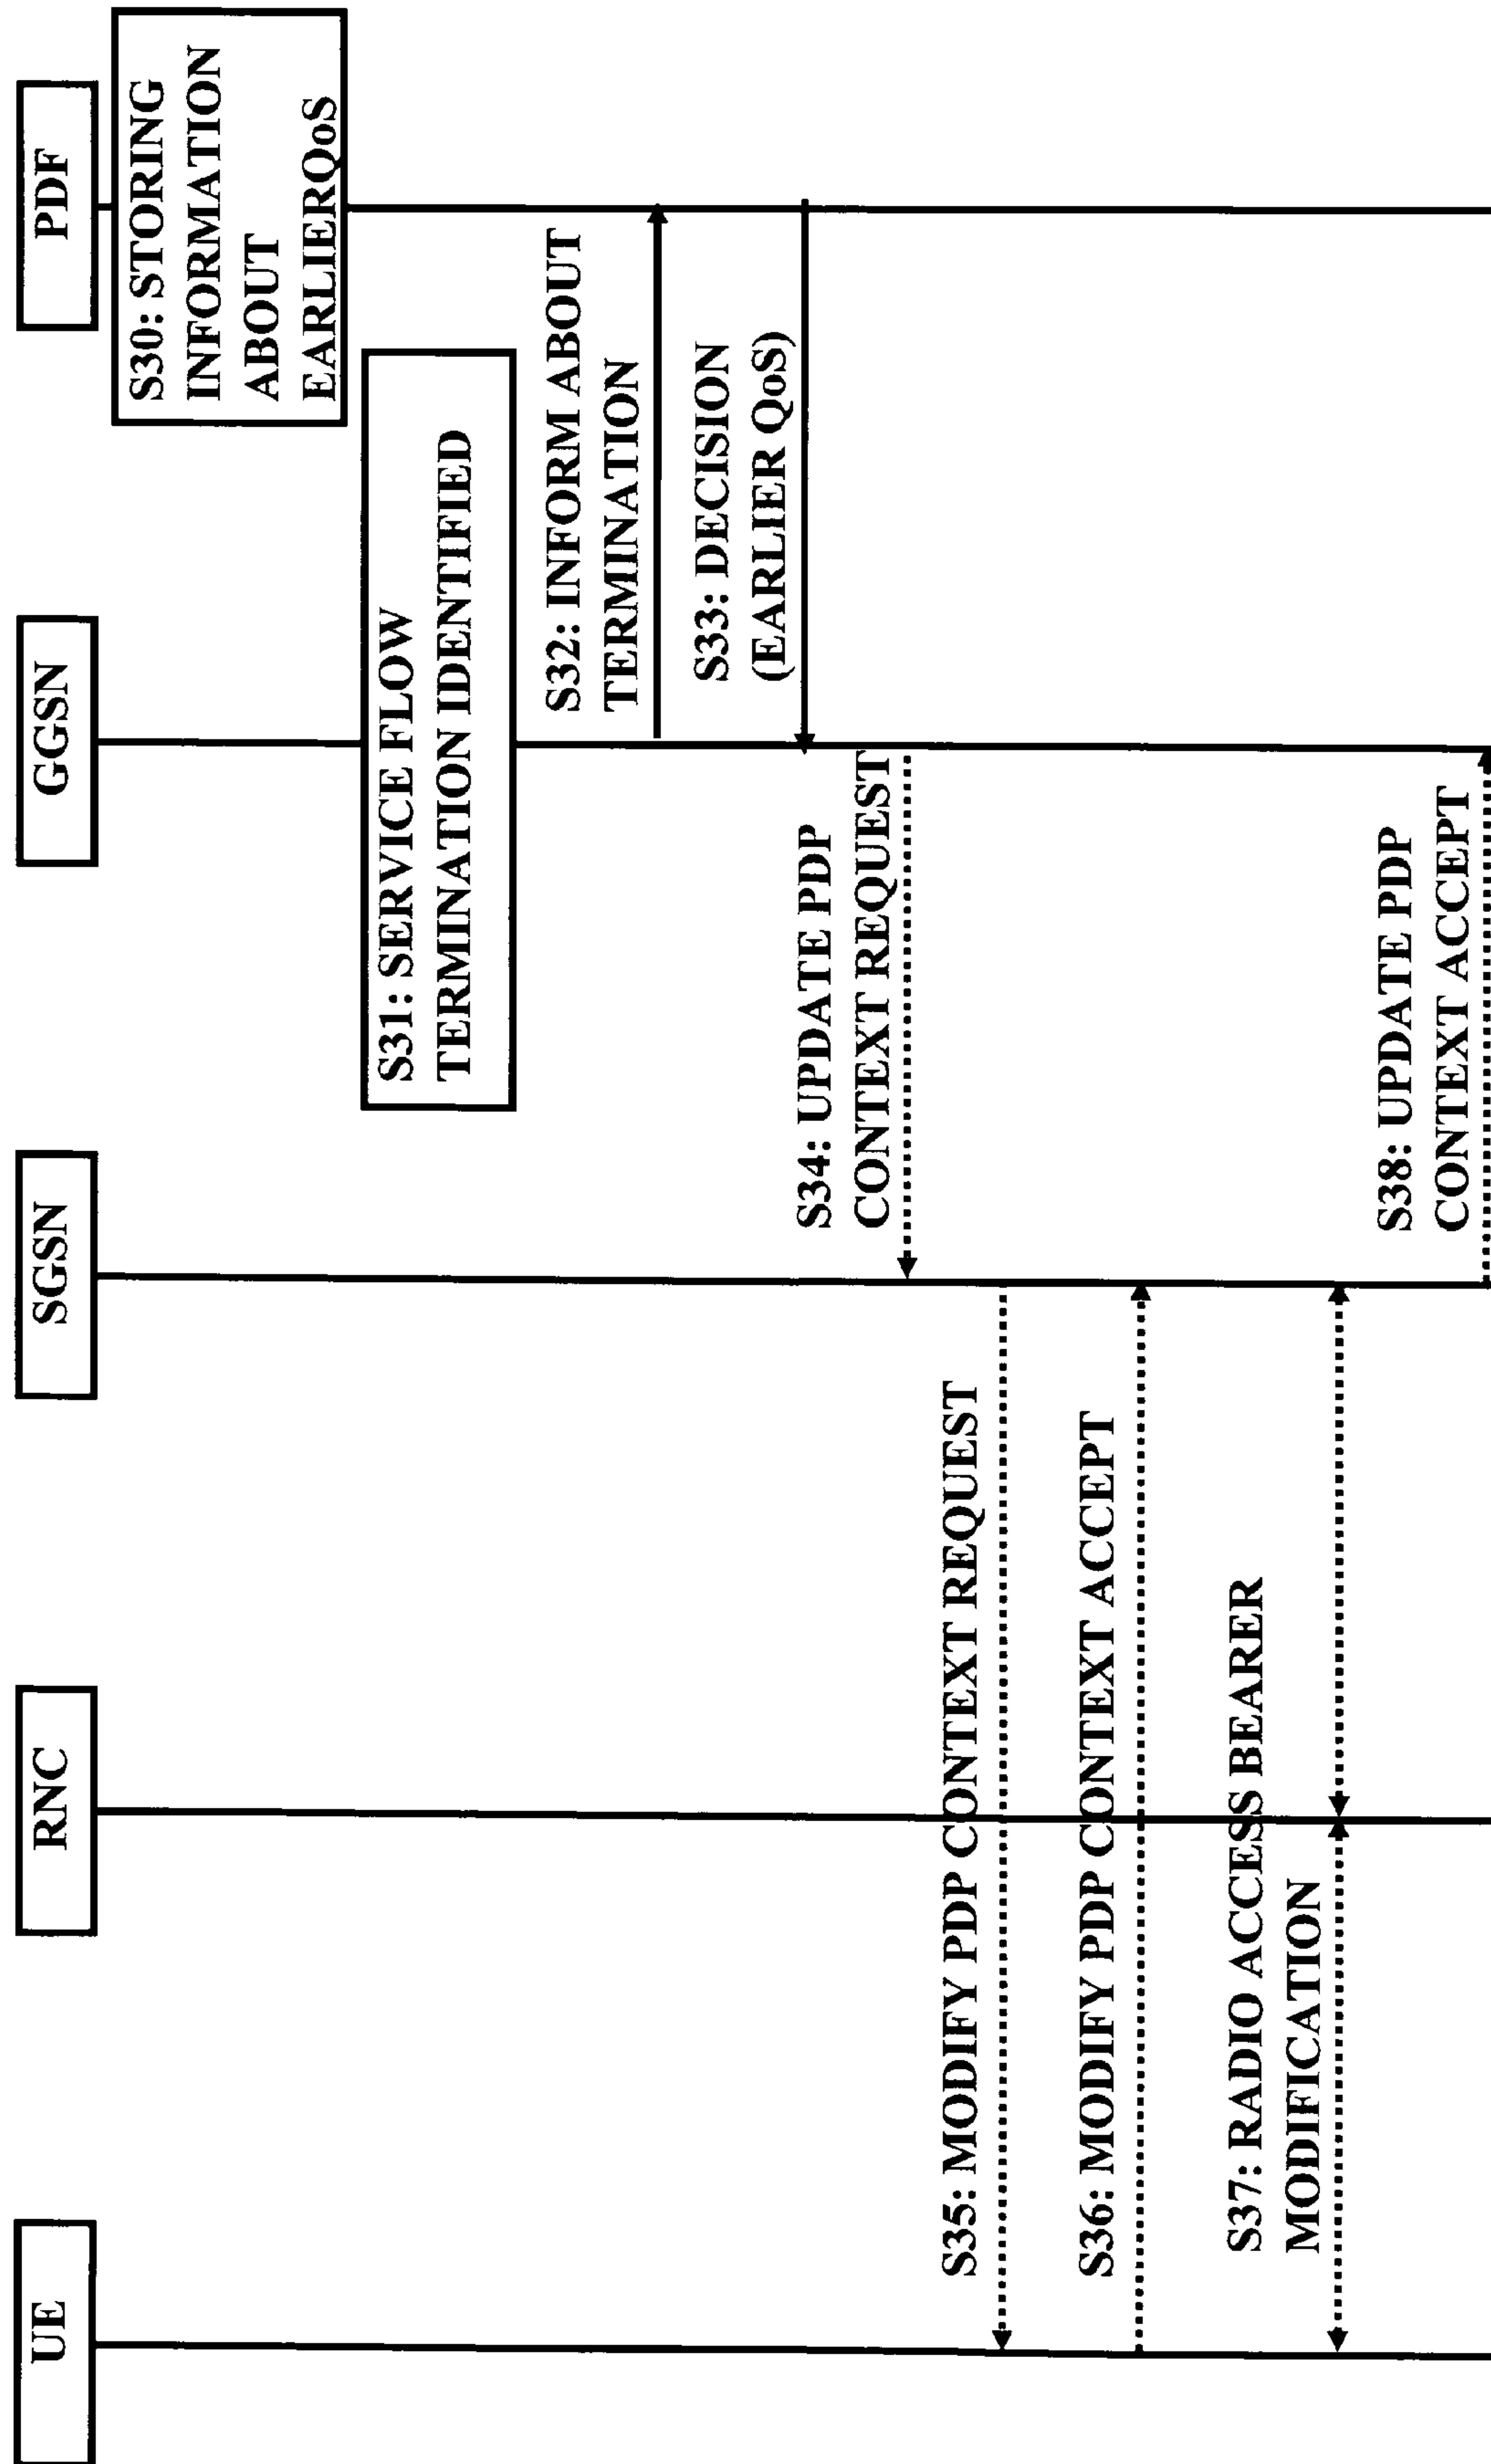 UE
RNC
SGSN
GGSN
PDF
S30: STORING
INFORMATION
ABOUT
EARLIERQoS
S31: SERVICE FLOW
TERMINATION IDENTIFIED
S32: INFORM ABOUT
TERMINATION
S33: DECISION
(EARLIER QoS)
S34: UPDATE PDP
CONTEXT REQUEST
S35: MODIFY PDP CONTEXT REQUEST
S36: MODIFY PDP CONTEXT ACCEPT
S37: RADIO ACCESS BEARER
MODIFICATION
S38: UPDATE PDP
CONTEXT ACCEPT